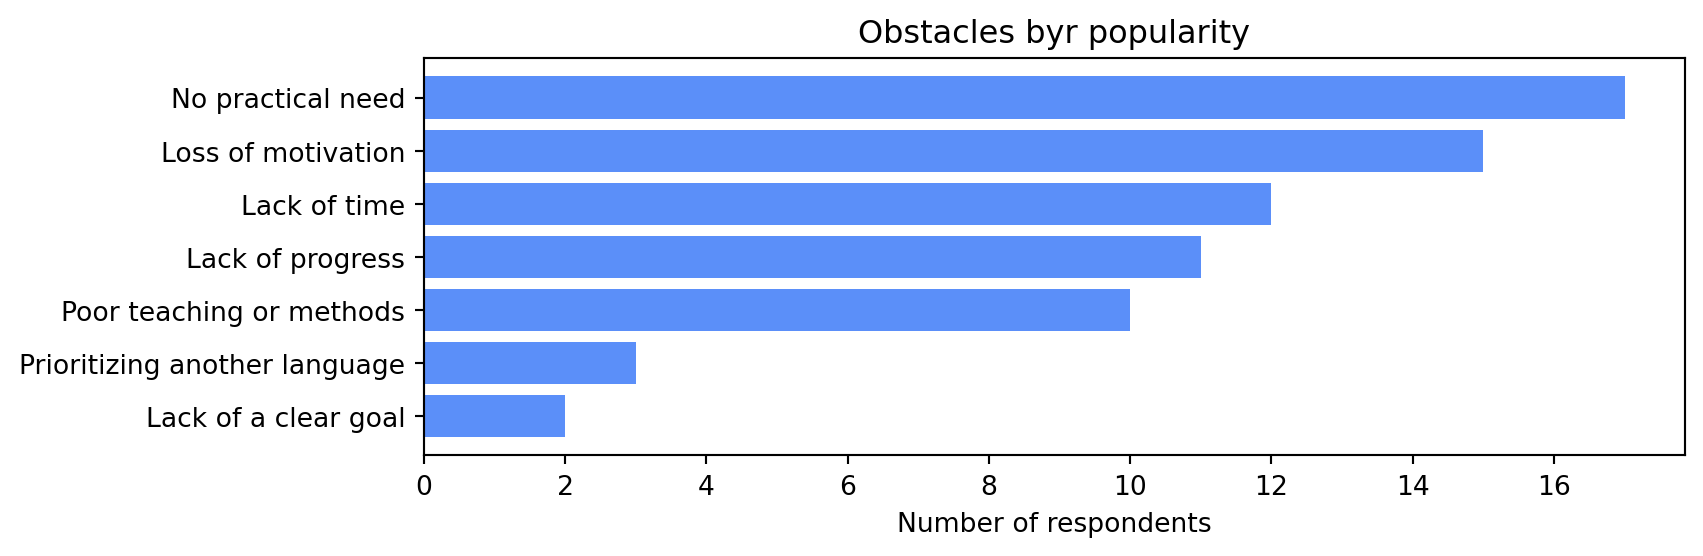 Obstacles byr popularity
No practical need
Loss of motivation
Lack of time
Lack of progress
Poor teaching or methods
Prioritizing another language
Lack of a clear goal
0 2 4 6 8 10 12 14 16
Number of respondents